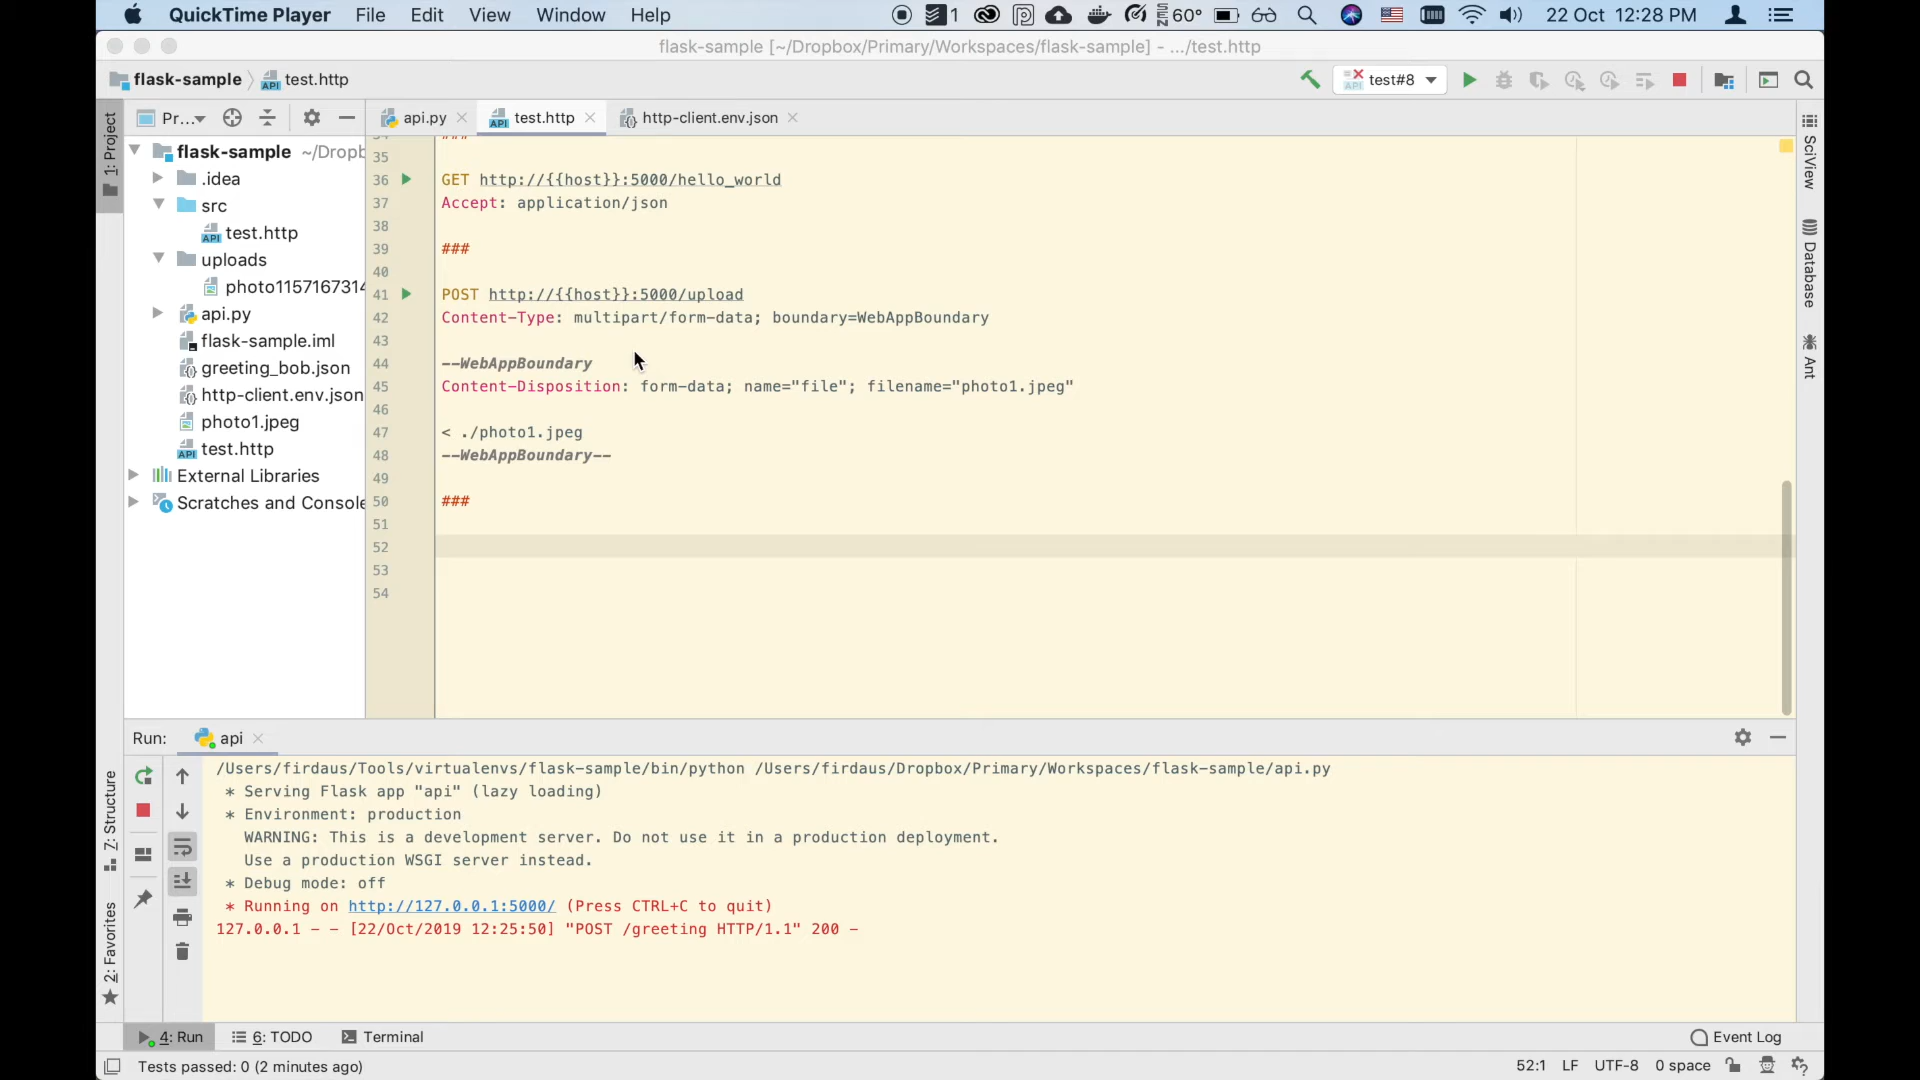 QuickTime Player File Edit View Window Help 1 60° 22 Oct 12:28 PM
flask-sample [~/Dropbox/Primary/Workspaces/flask-sample] - .../test.http
flask-sample test.http test#8
Pr... api.py test.http http-client.env.json
1: Project
flask-sample ~/Dropb
.idea
src
test.http
uploads
photo1157167314
api.py
flask-sample.iml
greeting_bob.json
http-client.env.json
photo1.jpeg
test.http
External Libraries
Scratches and Console
35
36 GET http://{{host}}:5000/hello_world
37 Accept: application/json
38
39 ###
40
41 POST http://{{host}}:5000/upload
42 Content-Type: multipart/form-data; boundary=WebAppBoundary
43
44 --WebAppBoundary
45 Content-Disposition: form-data; name="file"; filename="photo1.jpeg"
46
47 < ./photo1.jpeg
48 --WebAppBoundary--
49
50 ###
51
52
53
54
SciView
Database
Ant
Run: api
/Users/firdaus/Tools/virtualenvs/flask-sample/bin/python /Users/firdaus/Dropbox/Primary/Workspaces/flask-sample/api.py
* Serving Flask app "api" (lazy loading)
* Environment: production
WARNING: This is a development server. Do not use it in a production deployment.
Use a production WSGI server instead.
* Debug mode: off
* Running on http://127.0.0.1:5000/ (Press CTRL+C to quit)
127.0.0.1 - - [22/Oct/2019 12:25:50] "POST /greeting HTTP/1.1" 200 -
Z: Structure
2: Favorites
4: Run 6: TODO Terminal Event Log
Tests passed: 0 (2 minutes ago) 52:1 LF UTF-8 0 space